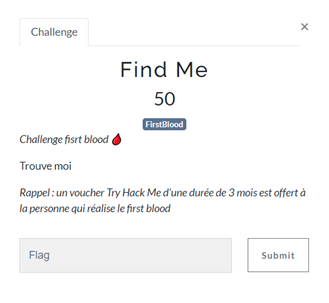 Challenge
×
Find Me
50
FirstBlood
Challenge fisrt blood 🩸
Trouve moi
Rappel : un voucher Try Hack Me d'une durée de 3 mois est offert à
la personne qui réalise le first blood
Flag
Submit